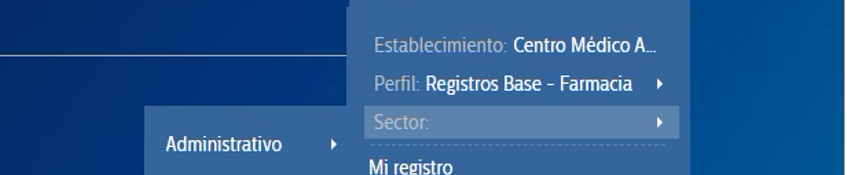 Establecimiento: Centro Médico A...
Perfil: Registros Base - Farmacia
Sector:
Administrativo
Mi registro